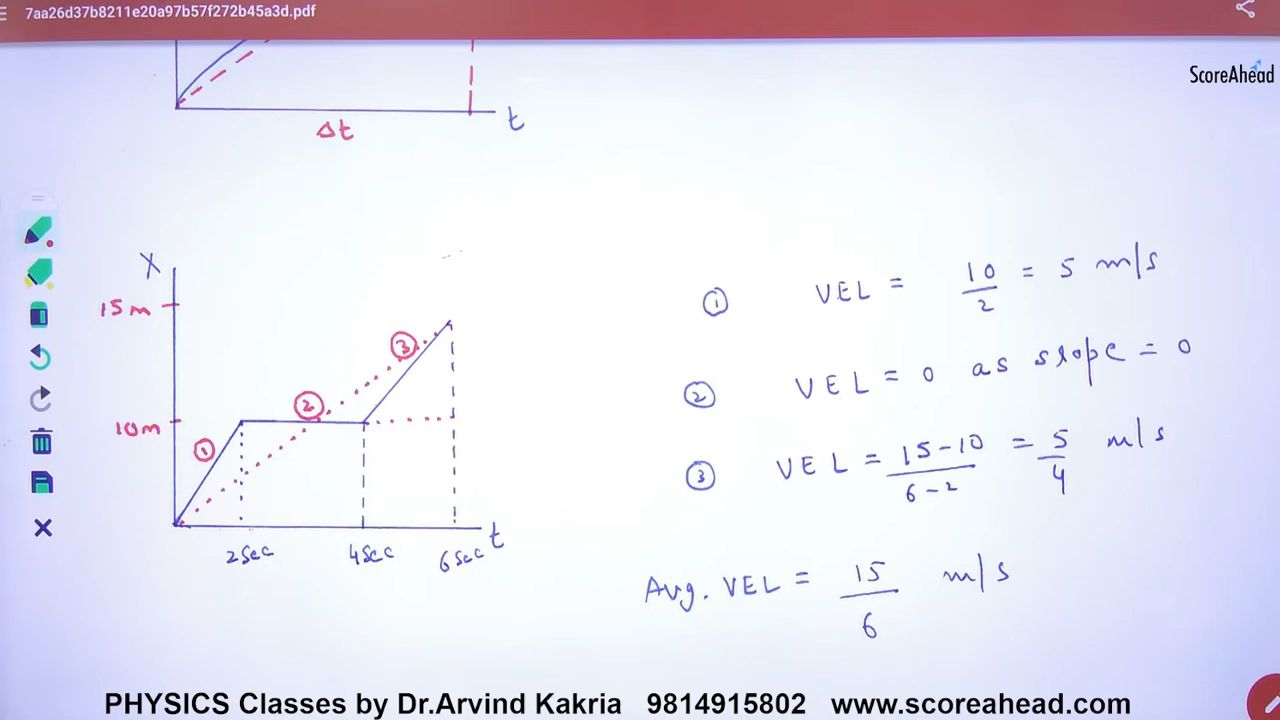 7aa26d37b8211e20a97b57f272b45a3d.pdf
ScoreAhead
t
Δt
X
15m
10m
①
②
③
2Sec
4Sec
6Sec
t
① VEL = 10/2 = 5 m/s
② VEL = 0 as slope = 0
③ VEL = 15-10/6-2 = 5/4 m/s
Avg. VEL = 15/6 m/s
PHYSICS Classes by Dr.Arvind Kakria 9814915802 www.scoreahead.com